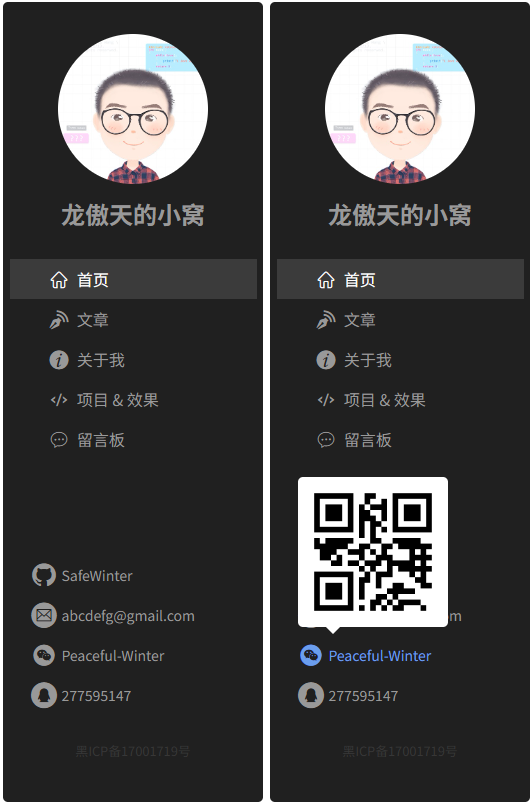 龙傲天的小窝
首页
文章
关于我
项目 & 效果
留言板
SafeWinter
abcdefg@gmail.com
Peaceful-Winter
277595147
黑ICP备17001719号
龙傲天的小窝
首页
文章
关于我
项目 & 效果
留言板
m
Peaceful-Winter
277595147
黑ICP备17001719号